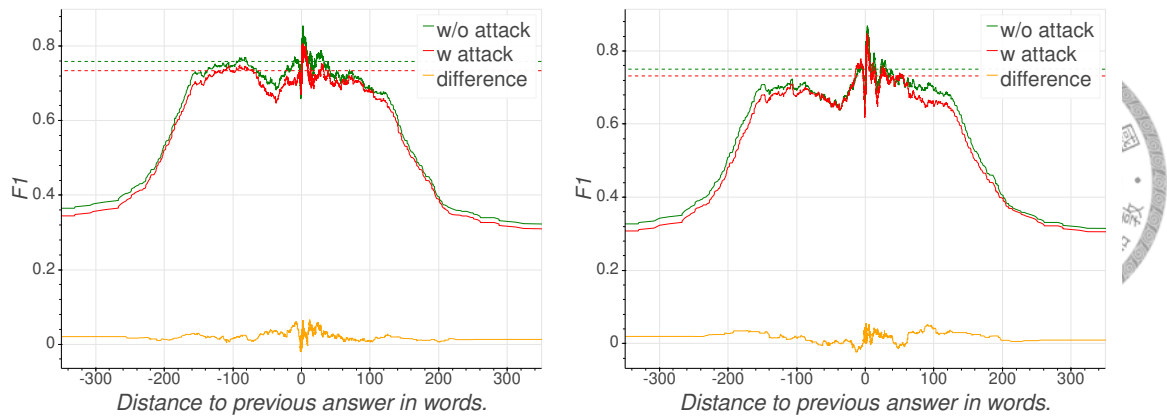 w/o attack
w attack
difference
0.8
0.6
0.4
0.2
0
F1
-300 -200 -100 0 100 200 300
Distance to previous answer in words.
w/o attack
w attack
difference
0.8
0.6
0.4
0.2
0
F1
-300 -200 -100 0 100 200 300
Distance to previous answer in words.
國
敦